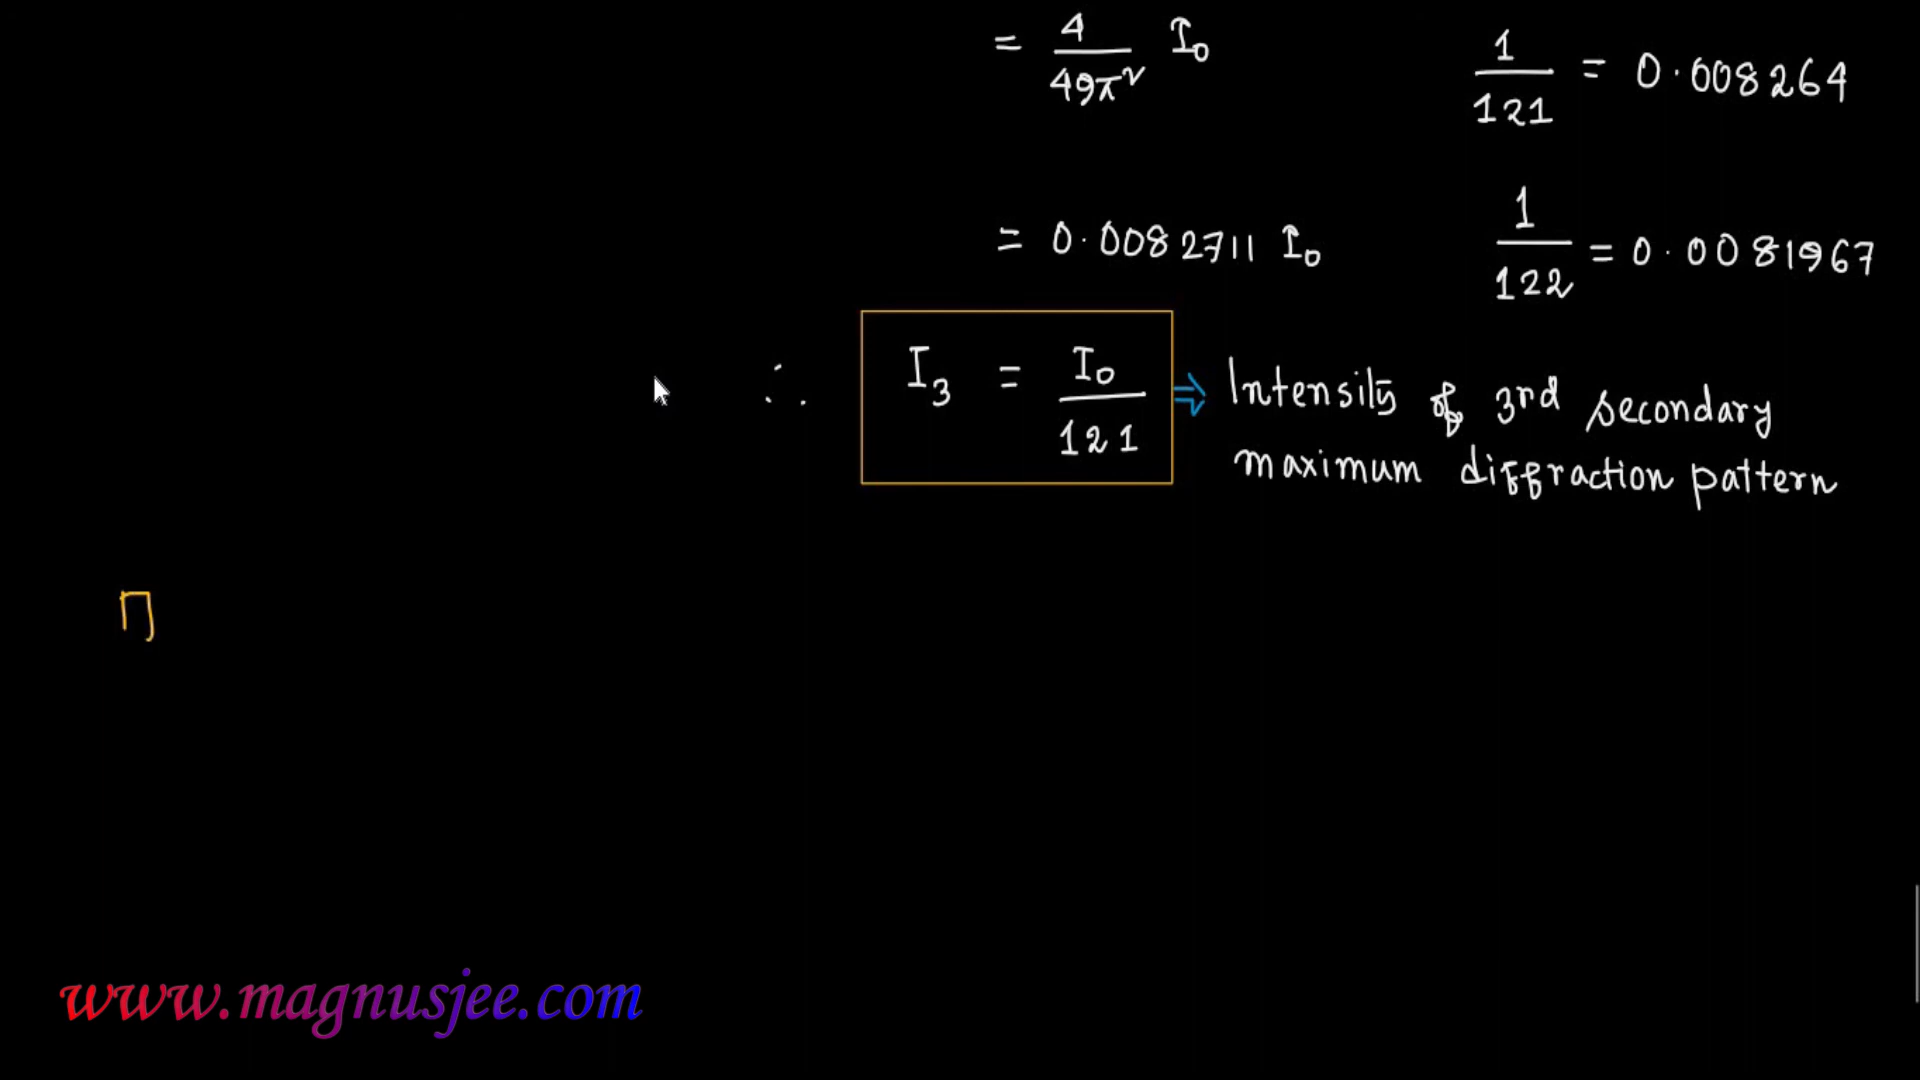 = 4/49π² I₀
1/121 = 0.008264
= 0.0082711 I₀
1/122 = 0.0081967
∴ I₃ = I₀/121 ⇒ Intensity of 3rd secondary
maximum diffraction pattern
www.magnusjee.com